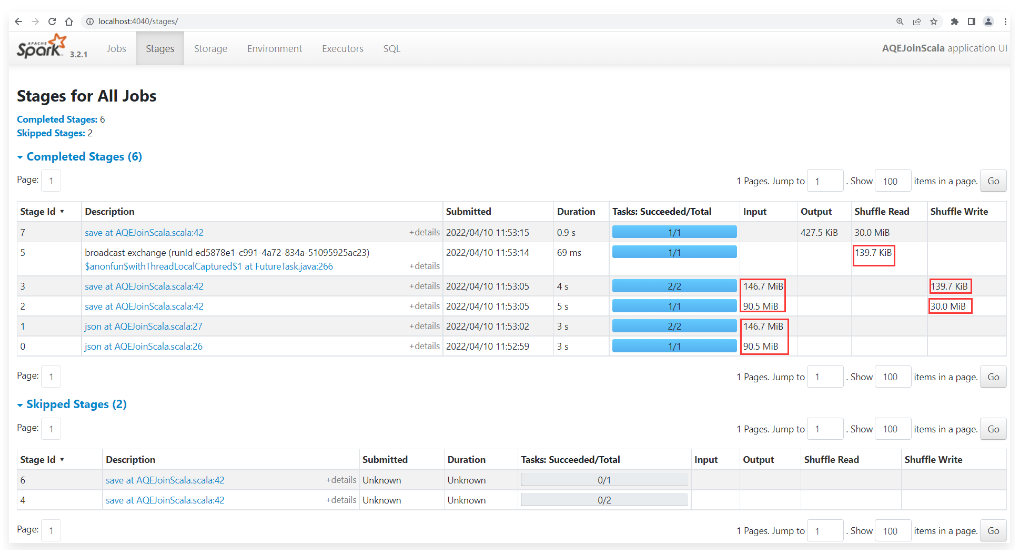 localhost:4040/stages/
APACHE Spark 3.2.1 Jobs Stages Storage Environment Executors SQL AQEJoinScala application UI
Stages for All Jobs
Completed Stages: 6
Skipped Stages: 2
Completed Stages (6)
Page: 1 1 Pages. Jump to 1 . Show 100 items in a page. Go
Stage Id ▾ Description Submitted Duration Tasks: Succeeded/Total Input Output Shuffle Read Shuffle Write
7 save at AQEJoinScala.scala:42 +details 2022/04/10 11:53:15 0.9 s 1/1 427.5 KiB 30.0 MiB
5 broadcast exchange (runId ed5878e1-c991-4a72-834a-51095925ac23) 2022/04/10 11:53:14 69 ms 1/1 139.7 KiB
$anonfun$withThreadLocalCaptured$1 at FutureTask.java:266 +details
3 save at AQEJoinScala.scala:42 +details 2022/04/10 11:53:05 4 s 2/2 146.7 MiB 139.7 KiB
2 save at AQEJoinScala.scala:42 +details 2022/04/10 11:53:05 5 s 1/1 90.5 MiB 30.0 MiB
1 json at AQEJoinScala.scala:27 +details 2022/04/10 11:53:02 3 s 2/2 146.7 MiB
0 json at AQEJoinScala.scala:26 +details 2022/04/10 11:52:59 3 s 1/1 90.5 MiB
Page: 1 1 Pages. Jump to 1 . Show 100 items in a page. Go
Skipped Stages (2)
Page: 1 1 Pages. Jump to 1 . Show 100 items in a page. Go
Stage Id ▾ Description Submitted Duration Tasks: Succeeded/Total Input Output Shuffle Read Shuffle Write
6 save at AQEJoinScala.scala:42 +details Unknown Unknown 0/1
4 save at AQEJoinScala.scala:42 +details Unknown Unknown 0/2
Page: 1 1 Pages. Jump to 1 . Show 100 items in a page. Go